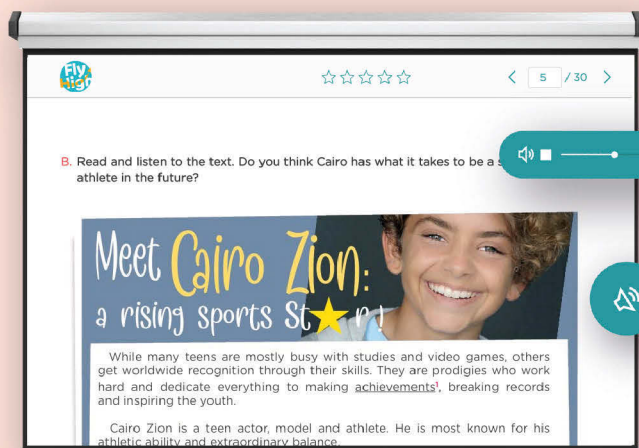 Fly High
5 / 30
B. Read and listen to the text. Do you think Cairo has what it takes to be a
athlete in the future?
Meet Cairo Zion:
a rising sports St★r!
While many teens are mostly busy with studies and video games, others
get worldwide recognition through their skills. They are prodigies who work
hard and dedicate everything to making achievements¹, breaking records
and inspiring the youth.
Cairo Zion is a teen actor, model and athlete. He is most known for his
athletic ability and extraordinary balance.